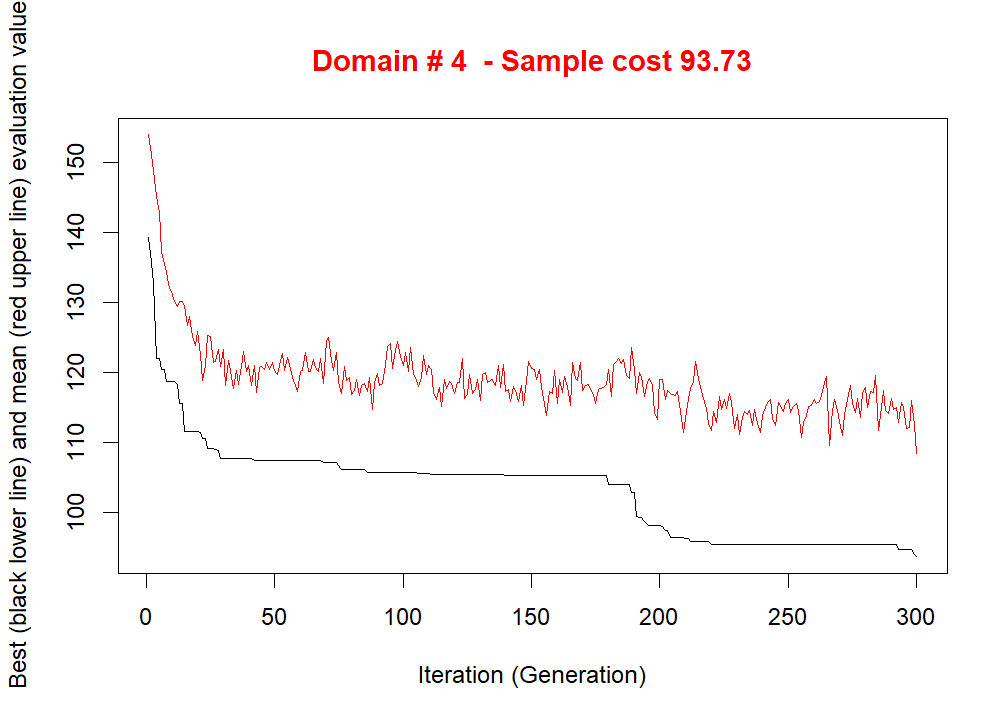 Domain # 4  - Sample cost 93.73
Best (black lower line) and mean (red upper line) evaluation value
150
140
130
120
110
100
0 50 100 150 200 250 300
Iteration (Generation)